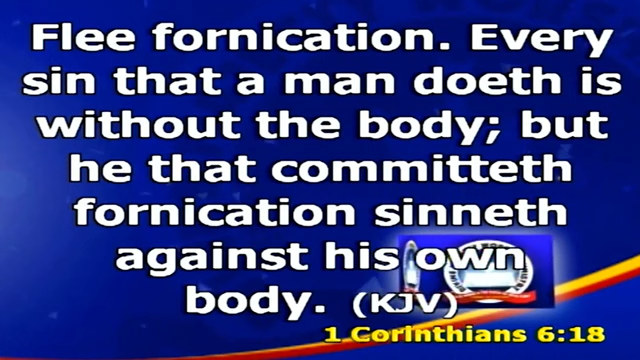 Flee fornication. Every
sin that a man doeth is
without the body; but
he that committeth
fornication sinneth
against his own
body. (KJV)
1 Corinthians 6:18